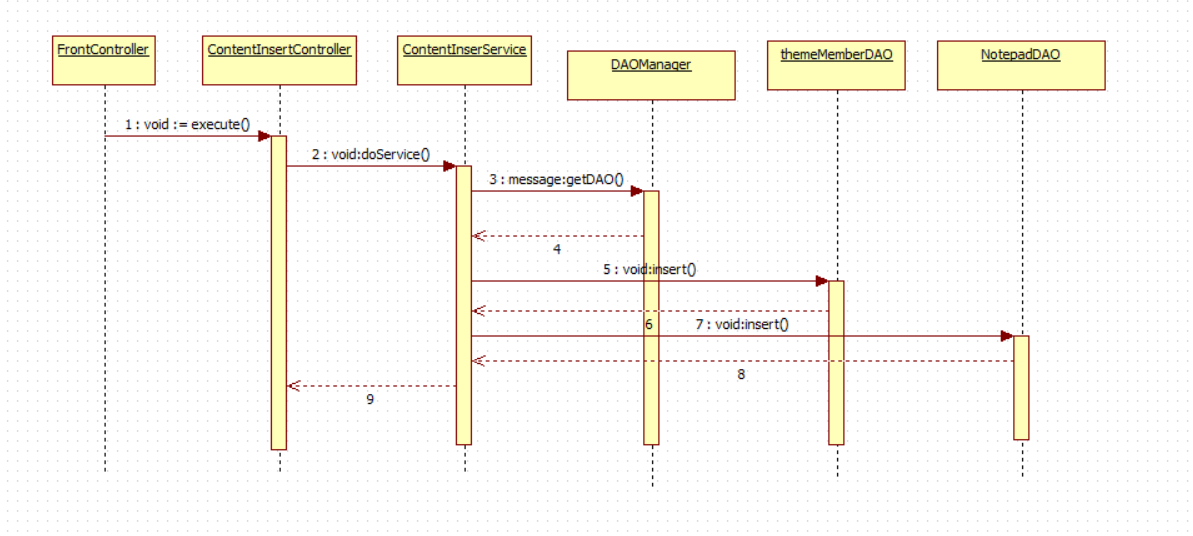 FrontController
ContentInsertController
ContentInserService
DAOManager
themeMemberDAO
NotepadDAO
1 : void := execute()
2 : void:doService()
3 : message:getDAO()
4
5 : void:insert()
6
7 : void:insert()
8
9